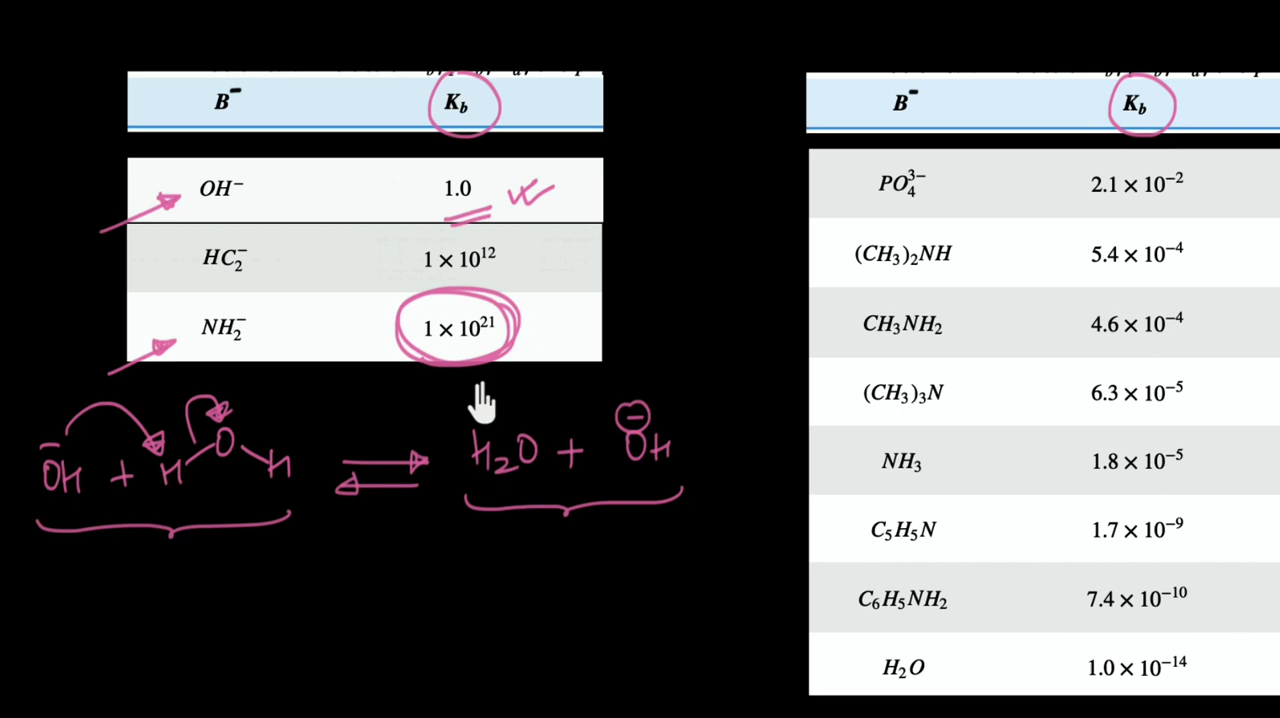 B⁻ K_b
OH⁻ 1.0
HC₂⁻ 1 × 10¹²
NH₂⁻ 1 × 10²¹
OH⁻ + H O H ⇌ H₂O + OH⁻
B⁻ K_b
PO₄³⁻ 2.1 × 10⁻²
(CH₃)₂NH 5.4 × 10⁻⁴
CH₃NH₂ 4.6 × 10⁻⁴
(CH₃)₃N 6.3 × 10⁻⁵
NH₃ 1.8 × 10⁻⁵
C₅H₅N 1.7 × 10⁻⁹
C₆H₅NH₂ 7.4 × 10⁻¹⁰
H₂O 1.0 × 10⁻¹⁴